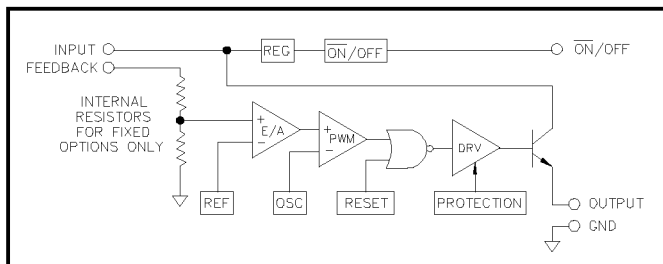 INPUT
REG
ON/OFF
ON/OFF
FEEDBACK
INTERNAL
RESISTORS
FOR FIXED
OPTIONS ONLY
+
E/A
-
+
PWM
-
DRV
REF
OSC
RESET
PROTECTION
OUTPUT
GND